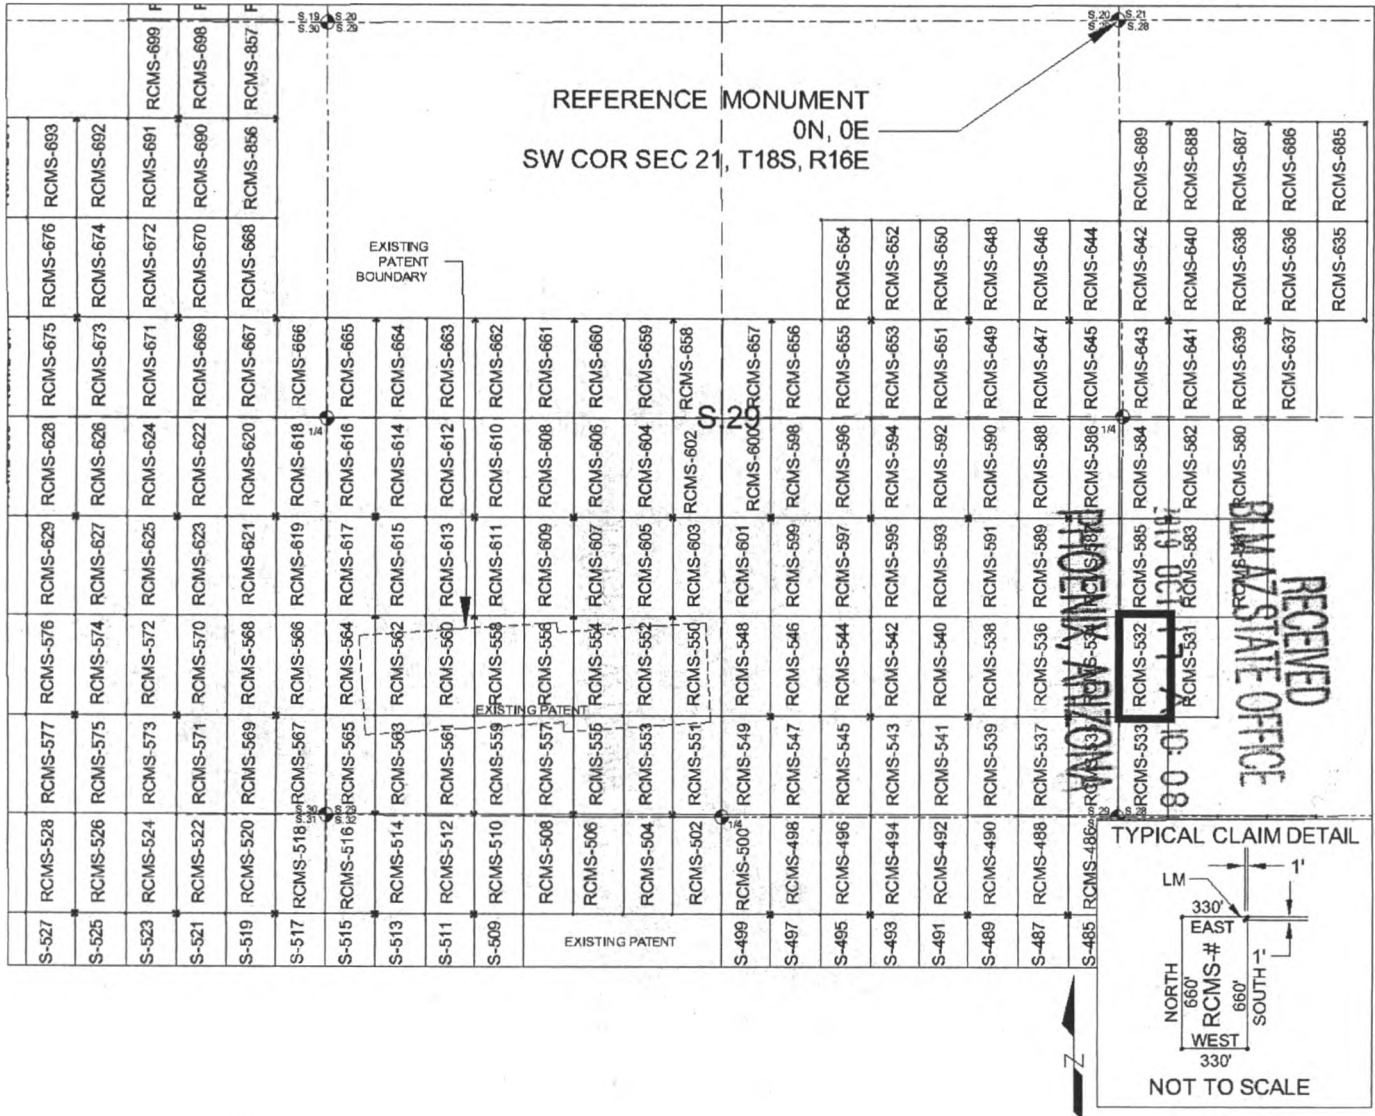 S.19 S.20
S.30 S.29
S.20 S.21
S.28
REFERENCE MONUMENT
0N, 0E
SW COR SEC 21, T18S, R16E
EXISTING
PATENT
BOUNDARY
RCMS-699 RCMS-698 RCMS-857
RCMS-693 RCMS-692 RCMS-691 RCMS-690 RCMS-856 RCMS-689 RCMS-688 RCMS-687 RCMS-686 RCMS-685
RCMS-676 RCMS-674 RCMS-672 RCMS-670 RCMS-668 RCMS-654 RCMS-652 RCMS-650 RCMS-648 RCMS-646 RCMS-644 RCMS-642 RCMS-640 RCMS-638 RCMS-636 RCMS-635
RCMS-675 RCMS-673 RCMS-671 RCMS-669 RCMS-667 RCMS-666 RCMS-665 RCMS-664 RCMS-663 RCMS-662 RCMS-661 RCMS-660 RCMS-659 RCMS-658 RCMS-657 RCMS-656 RCMS-655 RCMS-653 RCMS-651 RCMS-649 RCMS-647 RCMS-645 RCMS-643 RCMS-641 RCMS-639 RCMS-637
1/4 S.29 1/4
RCMS-628 RCMS-626 RCMS-624 RCMS-622 RCMS-620 RCMS-618 RCMS-616 RCMS-614 RCMS-612 RCMS-610 RCMS-608 RCMS-606 RCMS-604 RCMS-602 RCMS-600 RCMS-598 RCMS-596 RCMS-594 RCMS-592 RCMS-590 RCMS-588 RCMS-586 RCMS-584 RCMS-582 RCMS-580
RCMS-629 RCMS-627 RCMS-625 RCMS-623 RCMS-621 RCMS-619 RCMS-617 RCMS-615 RCMS-613 RCMS-611 RCMS-609 RCMS-607 RCMS-605 RCMS-603 RCMS-601 RCMS-599 RCMS-597 RCMS-595 RCMS-593 RCMS-591 RCMS-589 RCMS-585 RCMS-583
RCMS-576 RCMS-574 RCMS-572 RCMS-570 RCMS-568 RCMS-566 RCMS-564 RCMS-562 RCMS-560 RCMS-558 RCMS-556 RCMS-554 RCMS-552 RCMS-550 RCMS-548 RCMS-546 RCMS-544 RCMS-542 RCMS-540 RCMS-538 RCMS-536 RCMS-532 RCMS-531
EXISTING PATENT
RCMS-577 RCMS-575 RCMS-573 RCMS-571 RCMS-569 RCMS-567 RCMS-565 RCMS-563 RCMS-561 RCMS-559 RCMS-557 RCMS-555 RCMS-553 RCMS-551 RCMS-549 RCMS-547 RCMS-545 RCMS-543 RCMS-541 RCMS-539 RCMS-537 RCMS-533
S.30 S.29
S.31 S.32
1/4
S.29 S.28
RCMS-528 RCMS-526 RCMS-524 RCMS-522 RCMS-520 RCMS-518 RCMS-516 RCMS-514 RCMS-512 RCMS-510 RCMS-508 RCMS-506 RCMS-504 RCMS-502 RCMS-500 RCMS-498 RCMS-496 RCMS-494 RCMS-492 RCMS-490 RCMS-488 RCMS-486
S-527 S-525 S-523 S-521 S-519 S-517 S-515 S-513 S-511 S-509 EXISTING PATENT S-499 S-497 S-495 S-493 S-491 S-489 S-487 S-485
RECEIVED
BLM AZ STATE OFFICE
10:08
PHOENIX, ARIZONA
TYPICAL CLAIM DETAIL
1'
LM
330'
EAST
NORTH
660'
RCMS-#
660'
SOUTH
1'
WEST
330'
NOT TO SCALE
N